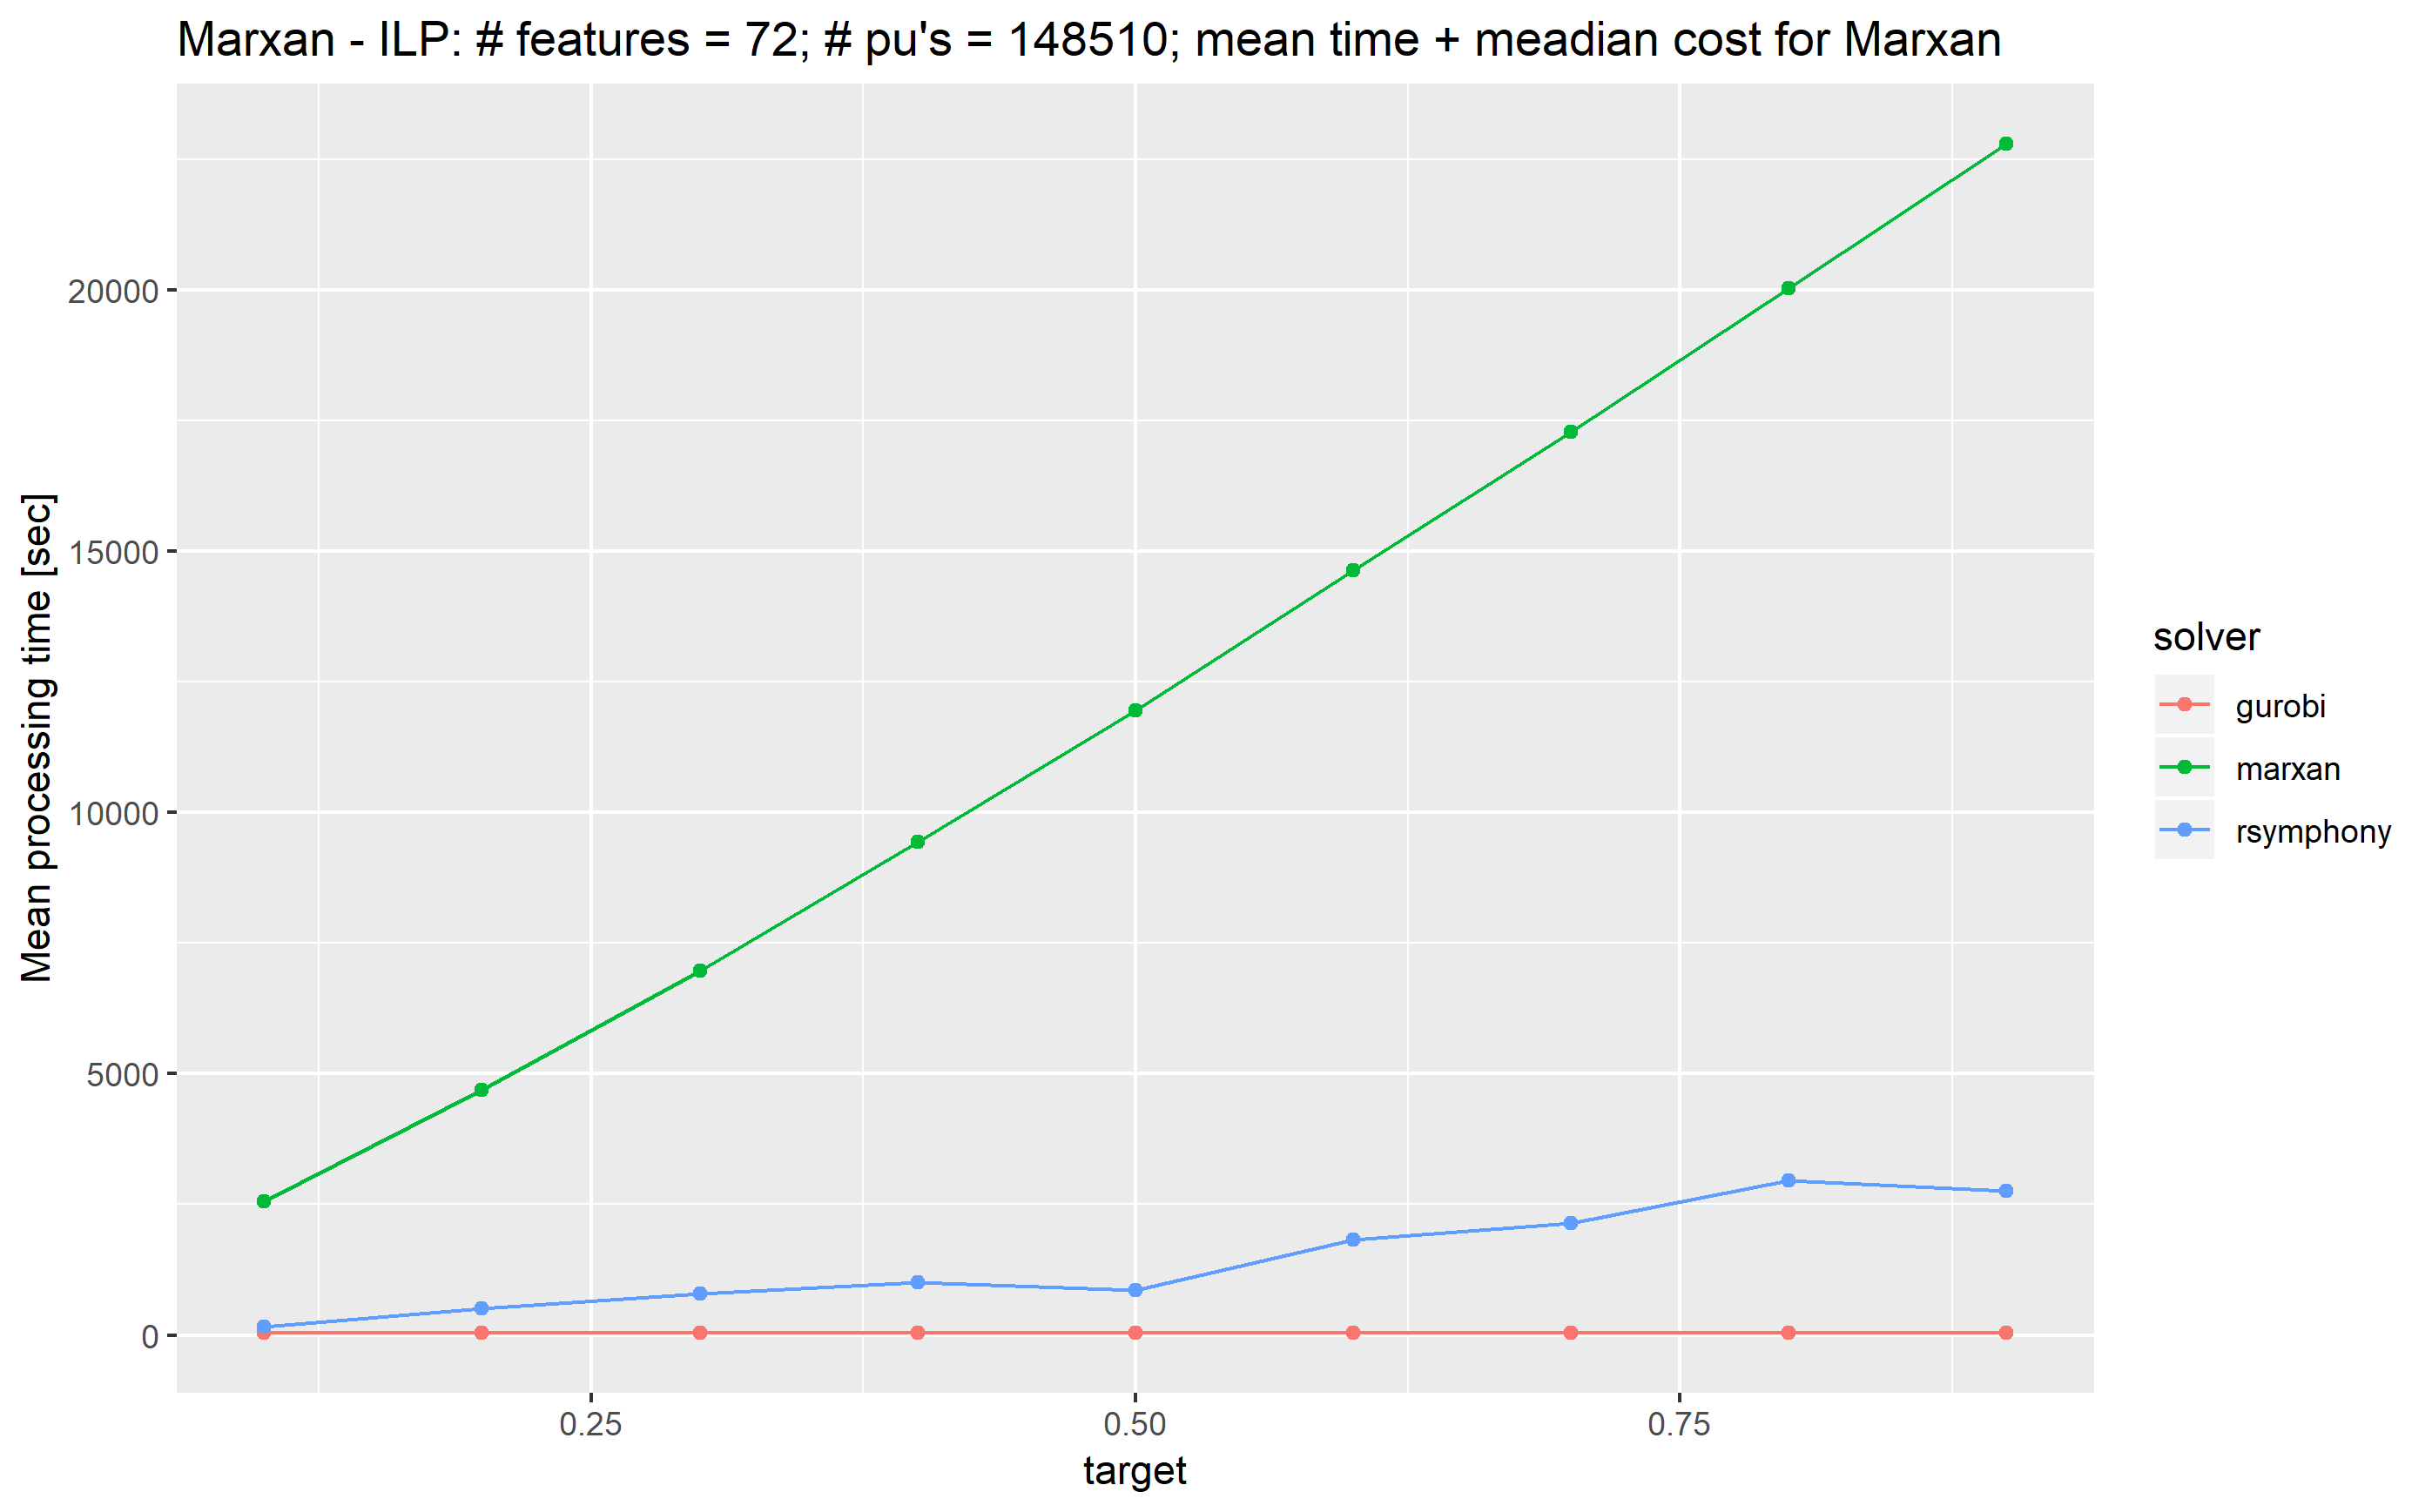 Marxan - ILP: # features = 72; # pu's = 148510; mean time + meadian cost for Marxan
Mean processing time [sec]
20000
15000
10000
5000
0
0.25
0.50
0.75
target
solver
gurobi
marxan
rsymphony